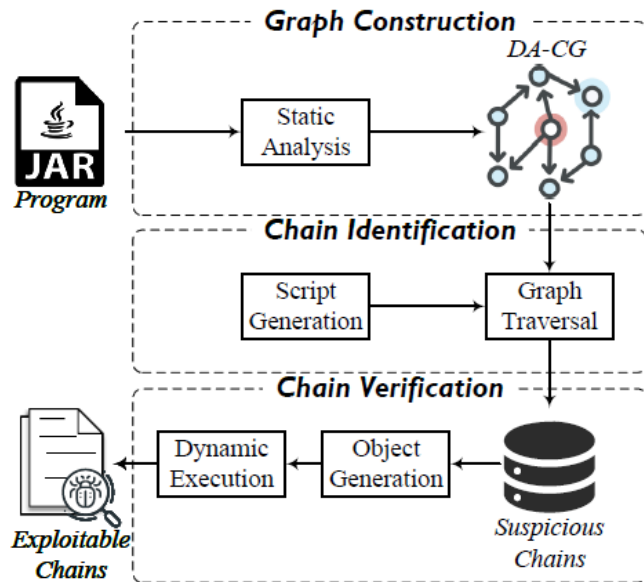 Graph Construction
DA-CG
JAR
Program
Static
Analysis
Chain Identification
Script
Generation
Graph
Traversal
Chain Verification
Dynamic
Execution
Object
Generation
Exploitable
Chains
Suspicious
Chains